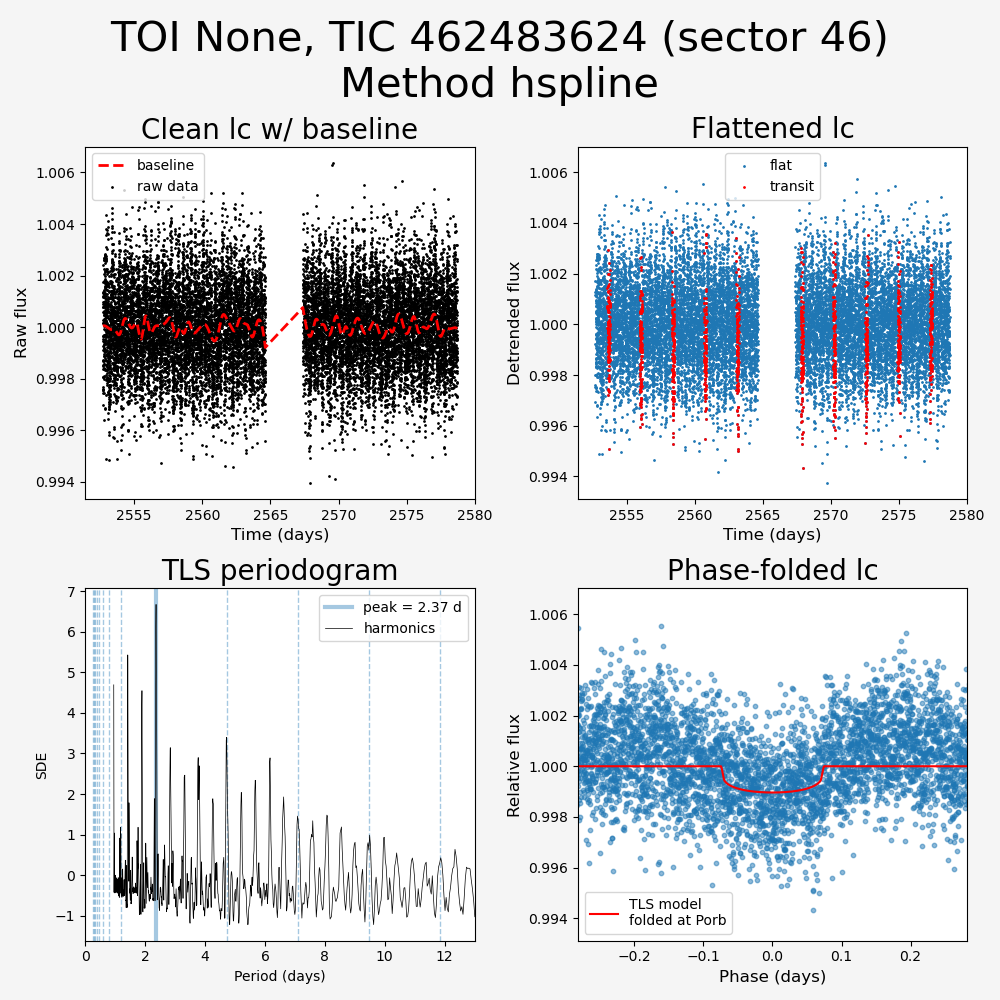 TOI None, TIC 462483624 (sector 46)
Method hspline
Clean lc w/ baseline
baseline
raw data
1.006
1.004
1.002
1.000
0.998
0.996
0.994
Raw flux
2555
2560
2565
2570
2575
2580
Time (days)
Flattened lc
flat
transit
1.006
1.004
1.002
1.000
0.998
0.996
0.994
Detrended flux
2555
2560
2565
2570
2575
2580
Time (days)
TLS periodogram
peak = 2.37 d
harmonics
7
6
5
4
3
2
1
0
−1
SDE
0
2
4
6
8
10
12
Period (days)
Phase-folded lc
1.006
1.004
1.002
1.000
0.998
0.996
0.994
Relative flux
TLS model
folded at Porb
−0.2
−0.1
0.0
0.1
0.2
Phase (days)